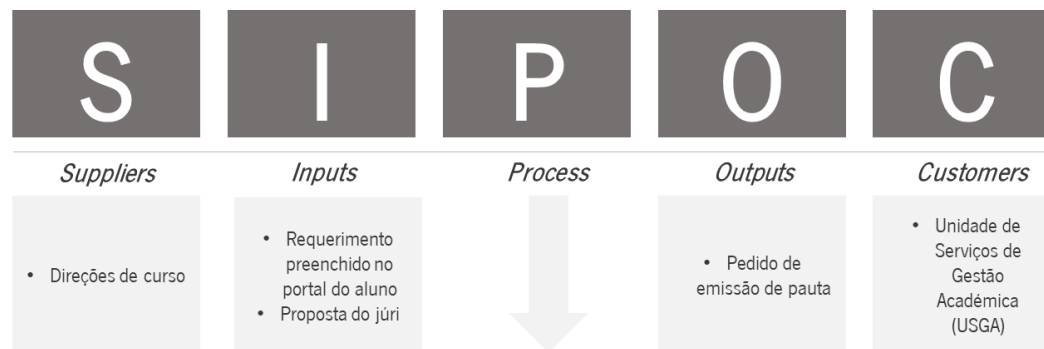 S I P O C
Suppliers Inputs Process Outputs Customers
• Direções de curso
• Requerimento
preenchido no
portal do aluno
• Proposta do júri
• Pedido de
emissão de pauta
• Unidade de
Serviços de
Gestão
Académica
(USGA)